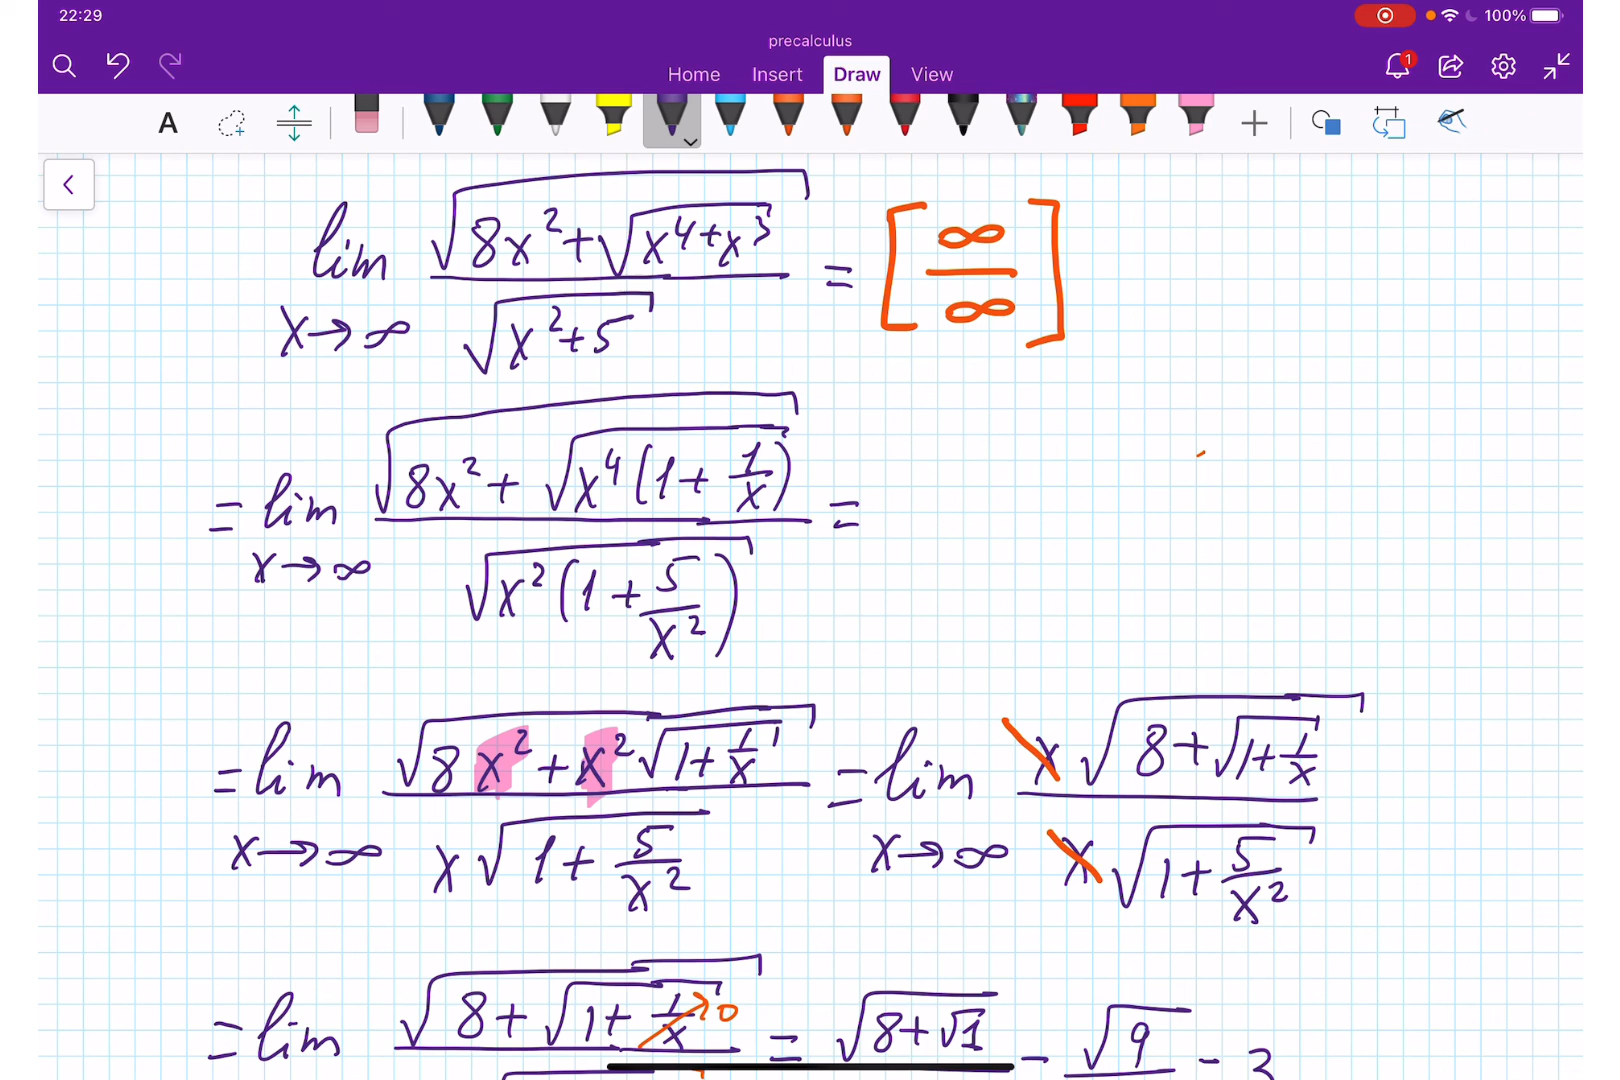 22:29
100%
precalculus
1
Home Insert Draw View
A
lim x→∞ √(8x² + √(x⁴+x³)) / √(x²+5) = [∞/∞]
= lim x→∞ √(8x² + √(x⁴(1+1/x))) / √(x²(1+5/x²)) =
= lim x→∞ √(8x² + x²√(1+1/x)) / x√(1+5/x²) = lim x→∞ x√(8+√(1+1/x)) / x√(1+5/x²)
= lim √(8+√(1+1/x)) →0 = √(8+√1) = √9 = 3